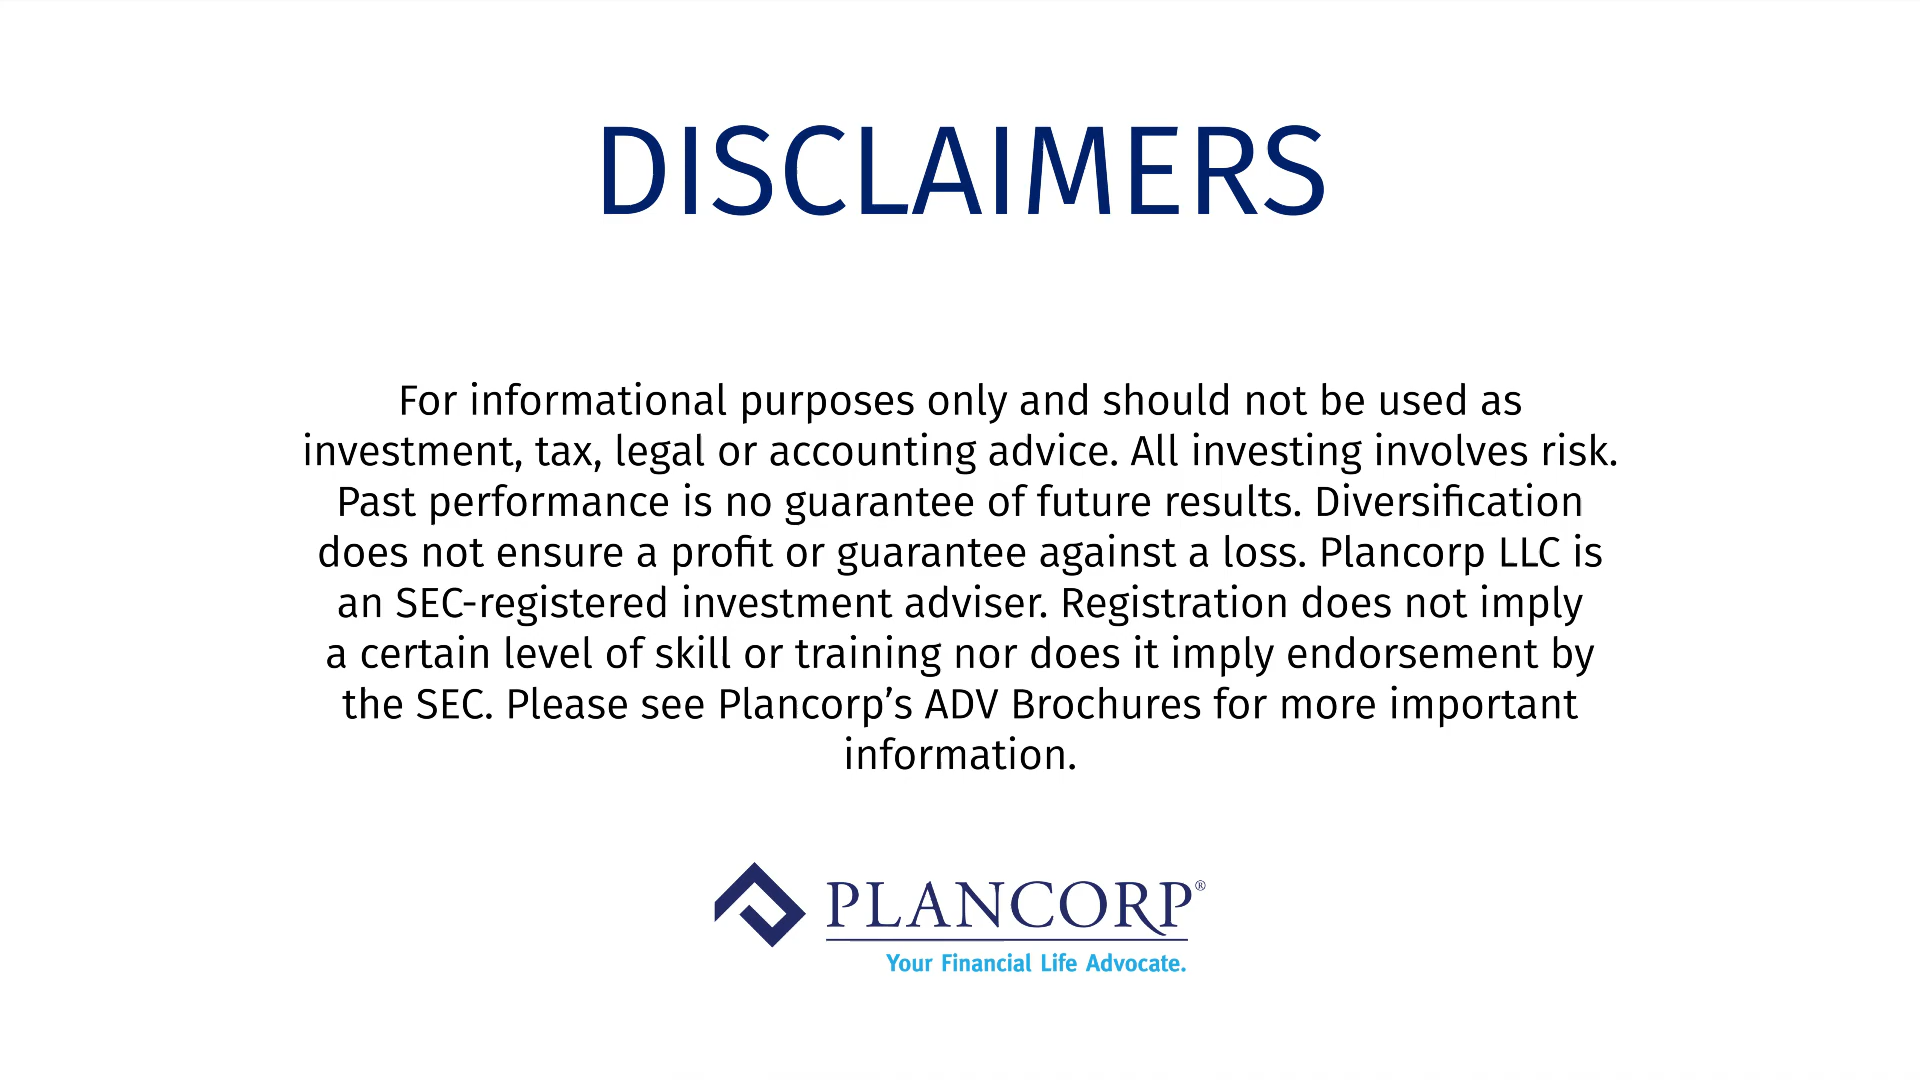 DISCLAIMERS
For informational purposes only and should not be used as
investment, tax, legal or accounting advice. All investing involves risk.
Past performance is no guarantee of future results. Diversification
does not ensure a profit or guarantee against a loss. Plancorp LLC is
an SEC-registered investment adviser. Registration does not imply
a certain level of skill or training nor does it imply endorsement by
the SEC. Please see Plancorp’s ADV Brochures for more important
information.
PLANCORP®
Your Financial Life Advocate.